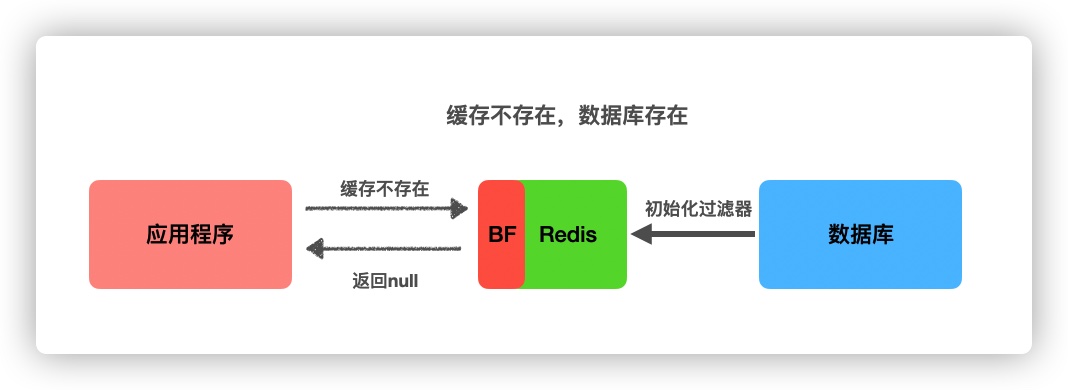 缓存不存在，数据库存在
缓存不存在
初始化过滤器
应用程序
BF
Redis
数据库
返回null